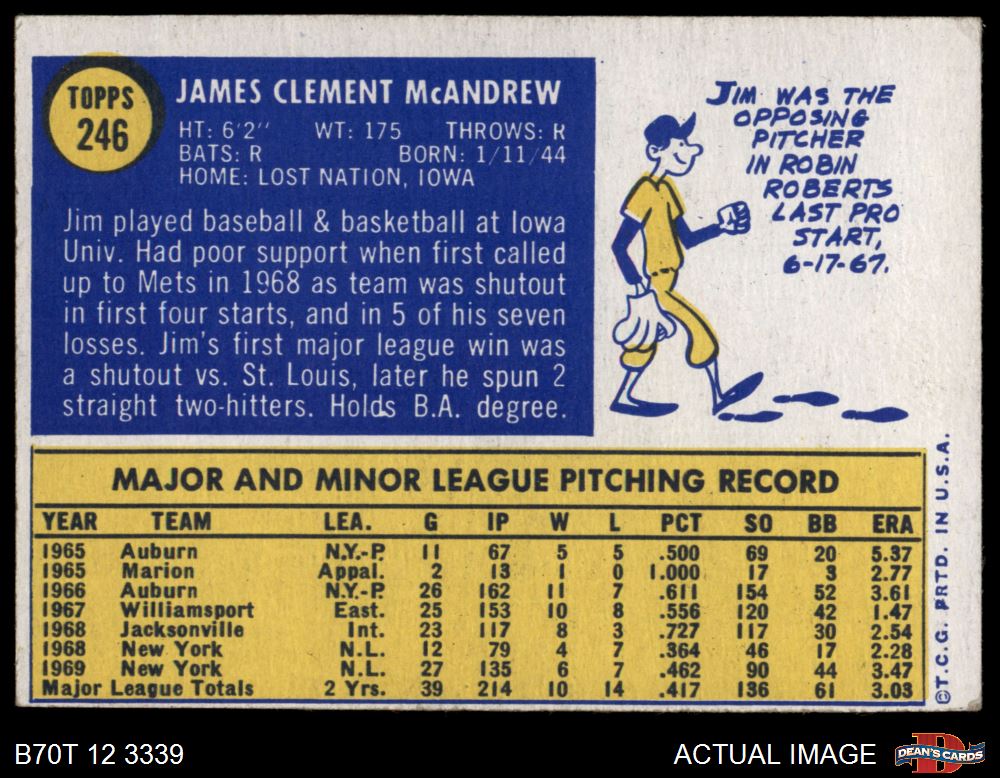 TOPPS
246
JAMES CLEMENT McANDREW
HT: 6'2" WT: 175 THROWS: R
BATS: R BORN: 1/11/44
HOME: LOST NATION, IOWA
Jim played baseball & basketball at Iowa
Univ. Had poor support when first called
up to Mets in 1968 as team was shutout
in first four starts, and in 5 of his seven
losses. Jim's first major league win was
a shutout vs. St. Louis, later he spun 2
straight two-hitters. Holds B.A. degree.
JIM WAS THE
OPPOSING
PITCHER
IN ROBIN
ROBERTS
LAST PRO
START,
6-17-67.
MAJOR AND MINOR LEAGUE PITCHING RECORD
YEAR TEAM LEA. G IP W L PCT SO BB ERA
1965 Auburn N.Y.-P. 11 67 5 5 .500 69 20 5.37
1965 Marion Appal. 2 13 1 0 1.000 17 3 2.77
1966 Auburn N.Y.-P. 26 162 11 7 .611 154 52 3.61
1967 Williamsport East. 25 153 10 8 .556 120 42 1.47
1968 Jacksonville Int. 23 117 8 3 .727 117 30 2.54
1968 New York N.L. 12 79 4 7 .364 46 17 2.28
1969 New York N.L. 27 135 6 7 .462 90 44 3.47
Major League Totals 2 Yrs. 39 214 10 14 .417 136 61 3.03
©T.C.G. PRTD. IN U.S.A.
B70T 12 3339
ACTUAL IMAGE
DEAN'S CARDS